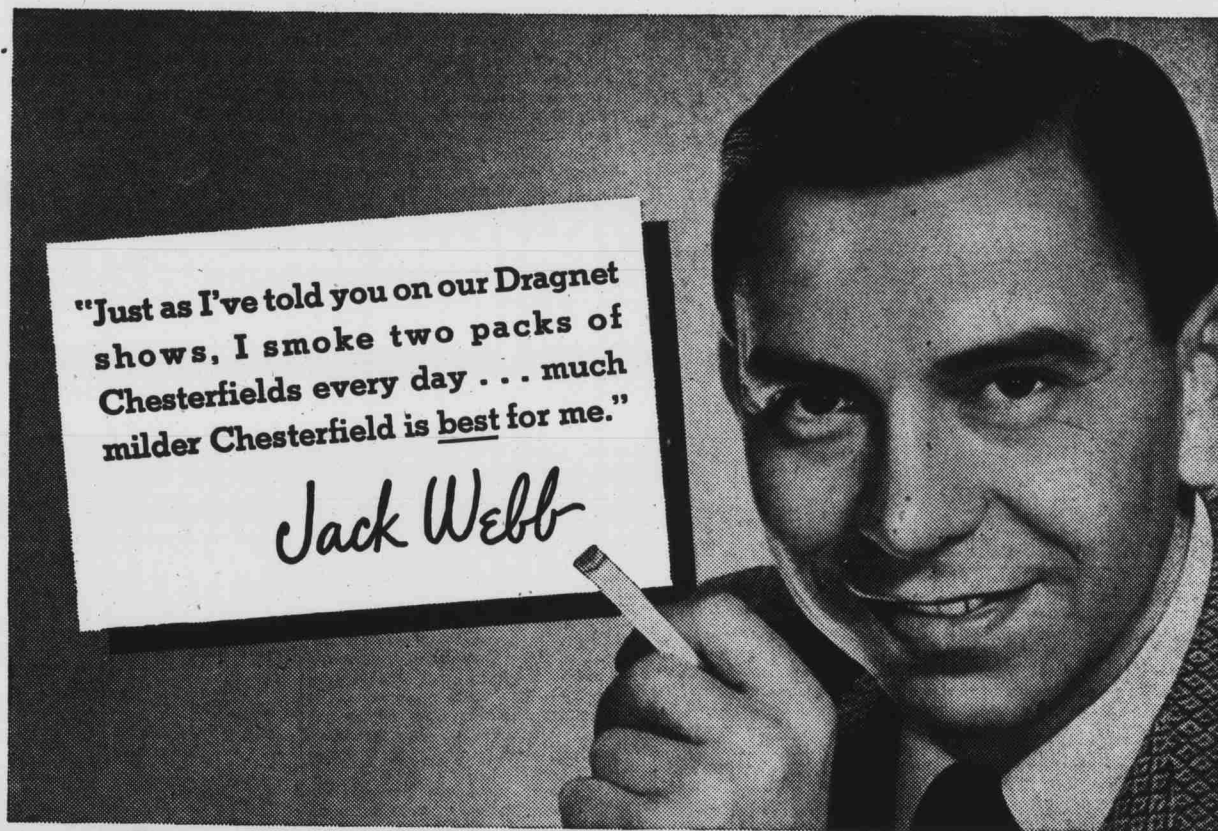 "Just as I've told you on our Dragnet
shows, I smoke two packs of
Chesterfields every day . . . much
milder Chesterfield is best for me."
Jack Webb